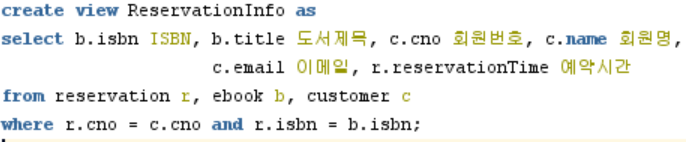 create view ReservationInfo as
select b.isbn ISBN, b.title 도서제목, c.cno 회원번호, c.name 회원명,
c.email 이메일, r.reservationTime 예약시간
from reservation r, ebook b, customer c
where r.cno = c.cno and r.isbn = b.isbn;